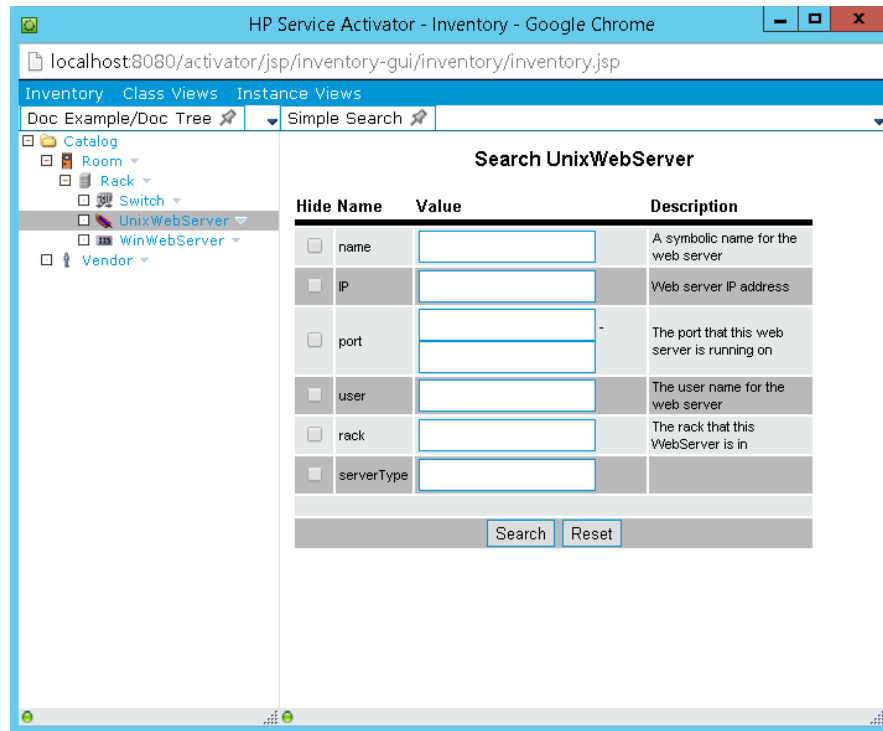 HP Service Activator - Inventory - Google Chrome
localhost:8080/activator/jsp/inventory-gui/inventory/inventory.jsp
Inventory Class Views Instance Views
Doc Example/Doc Tree
Simple Search
Catalog
Room
Rack
Switch
UnixWebServer
WinWebServer
Vendor
Search UnixWebServer
Hide Name Value Description
name A symbolic name for the
web server
IP Web server IP address
port - The port that this web
server is running on
user The user name for the
web server
rack The rack that this
WebServer is in
serverType
Search Reset